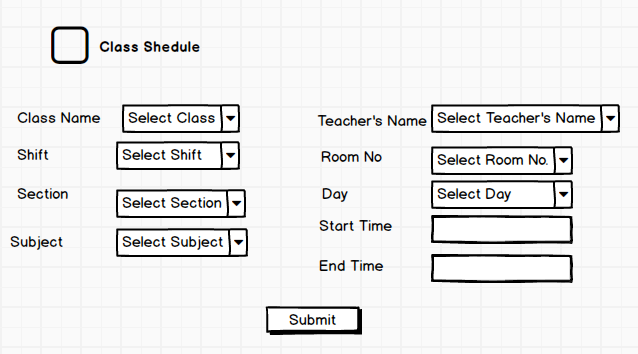 Class Shedule
Class Name Select Class
Shift Select Shift
Section Select Section
Subject Select Subject
Teacher's Name Select Teacher's Name
Room No Select Room No.
Day Select Day
Start Time
End Time
Submit